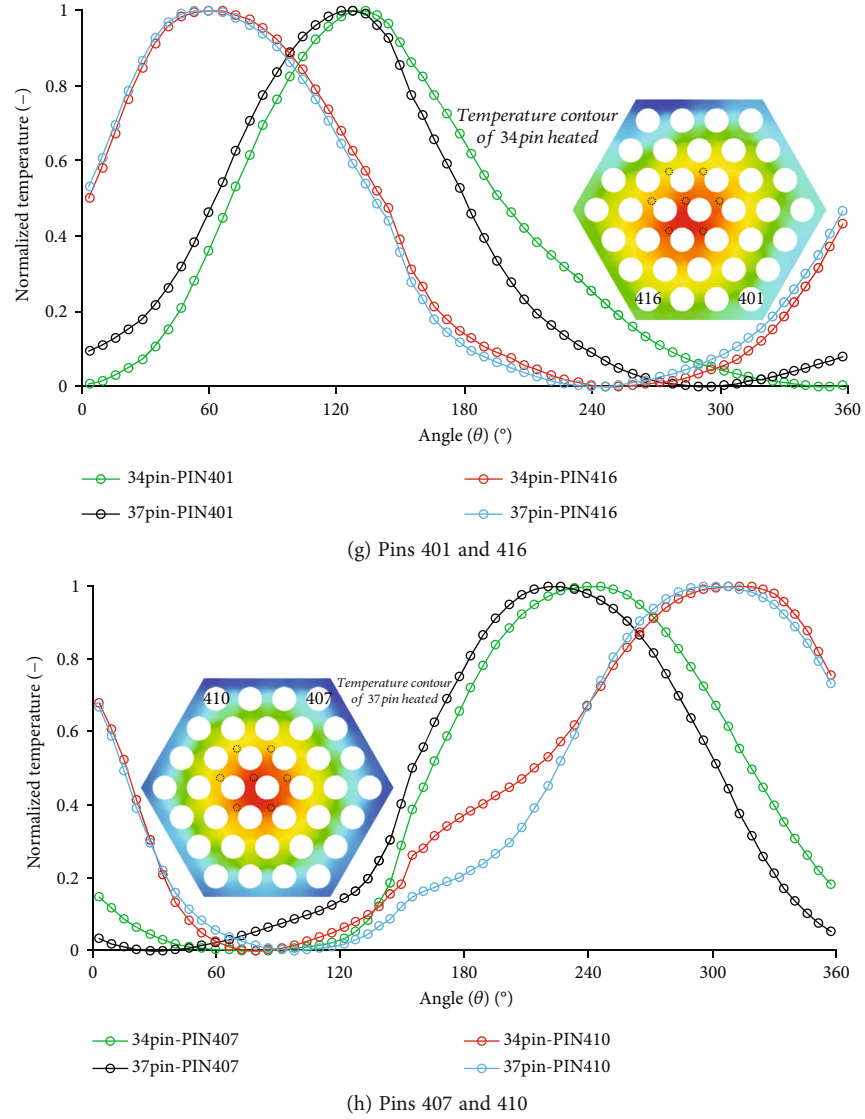 1
0.8
0.6
0.4
0.2
0
Normalized temperature (−)
Temperature contour
of 34pin heated
416
401
0
60
120
180
240
300
360
Angle (θ) (°)
34pin-PIN401
34pin-PIN416
37pin-PIN401
37pin-PIN416
(g) Pins 401 and 416
1
0.8
0.6
0.4
0.2
0
Normalized temperature (−)
410
407
Temperature contour
of 37pin heated
0
60
120
180
240
300
360
Angle (θ) (°)
34pin-PIN407
34pin-PIN410
37pin-PIN407
37pin-PIN410
(h) Pins 407 and 410